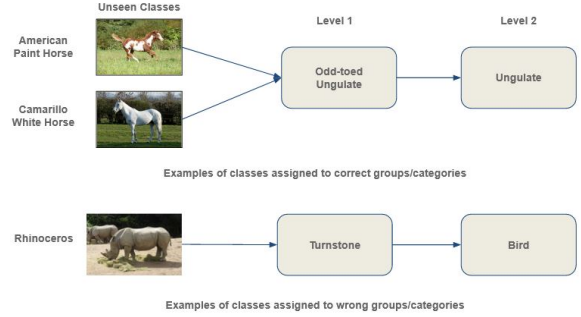 Unseen Classes
Level 1
Level 2
American
Paint Horse
Odd-toed
Ungulate
Ungulate
Camarillo
White Horse
Examples of classes assigned to correct groups/categories
Rhinoceros
Turnstone
Bird
Examples of classes assigned to wrong groups/categories